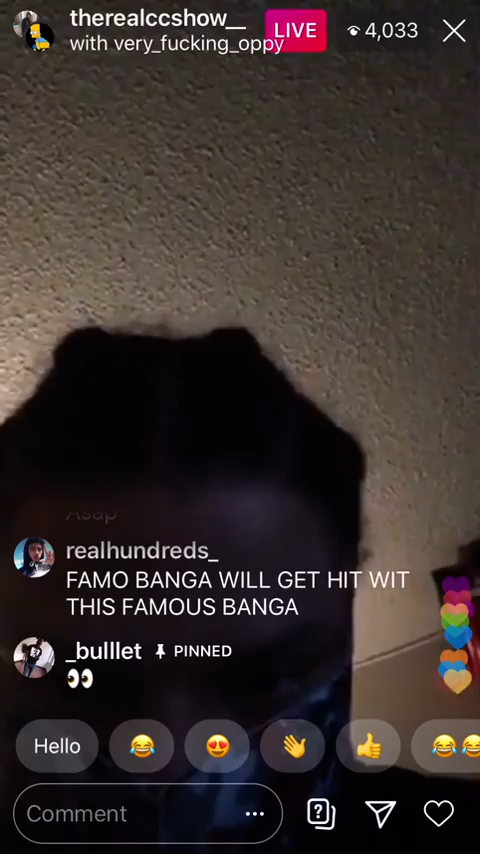 therealccshow__
LIVE
4,033
with very_fucking_oppy
Asap
realhundreds_
FAMO BANGA WILL GET HIT WIT
THIS FAMOUS BANGA
_bulllet PINNED
👀
Hello 😂 😍 👋 👍 😂😂
Comment